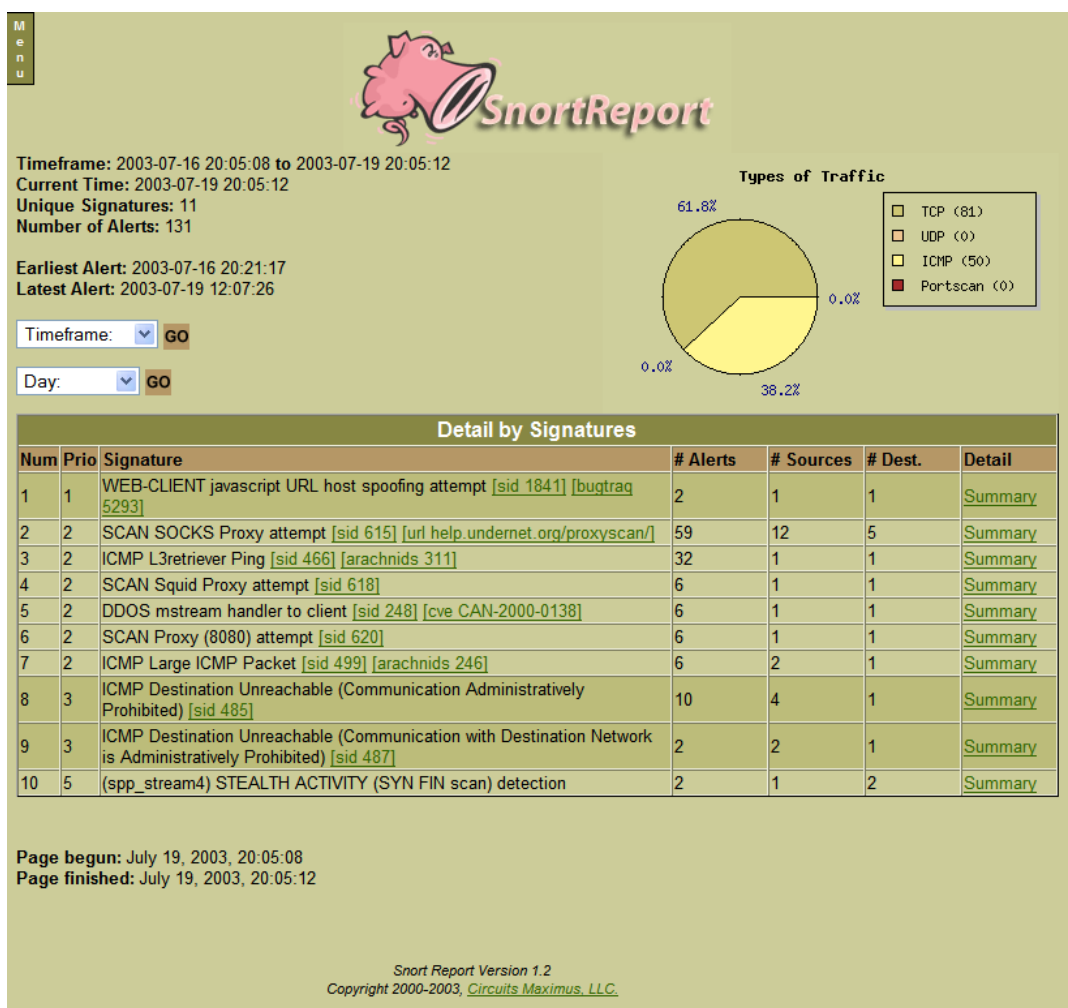 Menu
SnortReport
Timeframe: 2003-07-16 20:05:08 to 2003-07-19 20:05:12
Current Time: 2003-07-19 20:05:12
Unique Signatures: 11
Number of Alerts: 131
Earliest Alert: 2003-07-16 20:21:17
Latest Alert: 2003-07-19 12:07:26
Timeframe: GO
Day: GO
Types of Traffic
61.8%
0.0%
0.0%
38.2%
TCP (81)
UDP (0)
ICMP (50)
Portscan (0)
Detail by Signatures
Num Prio Signature # Alerts # Sources # Dest. Detail
1 1 WEB-CLIENT javascript URL host spoofing attempt [sid 1841] [bugtraq
5293] 2 1 1 Summary
2 2 SCAN SOCKS Proxy attempt [sid 615] [url help.undernet.org/proxyscan/] 59 12 5 Summary
3 2 ICMP L3retriever Ping [sid 466] [arachnids 311] 32 1 1 Summary
4 2 SCAN Squid Proxy attempt [sid 618] 6 1 1 Summary
5 2 DDOS mstream handler to client [sid 248] [cve CAN-2000-0138] 6 1 1 Summary
6 2 SCAN Proxy (8080) attempt [sid 620] 6 1 1 Summary
7 2 ICMP Large ICMP Packet [sid 499] [arachnids 246] 6 2 1 Summary
8 3 ICMP Destination Unreachable (Communication Administratively
Prohibited) [sid 485] 10 4 1 Summary
9 3 ICMP Destination Unreachable (Communication with Destination Network
is Administratively Prohibited) [sid 487] 2 2 1 Summary
10 5 (spp_stream4) STEALTH ACTIVITY (SYN FIN scan) detection 2 1 2 Summary
Page begun: July 19, 2003, 20:05:08
Page finished: July 19, 2003, 20:05:12
Snort Report Version 1.2
Copyright 2000-2003, Circuits Maximus, LLC.